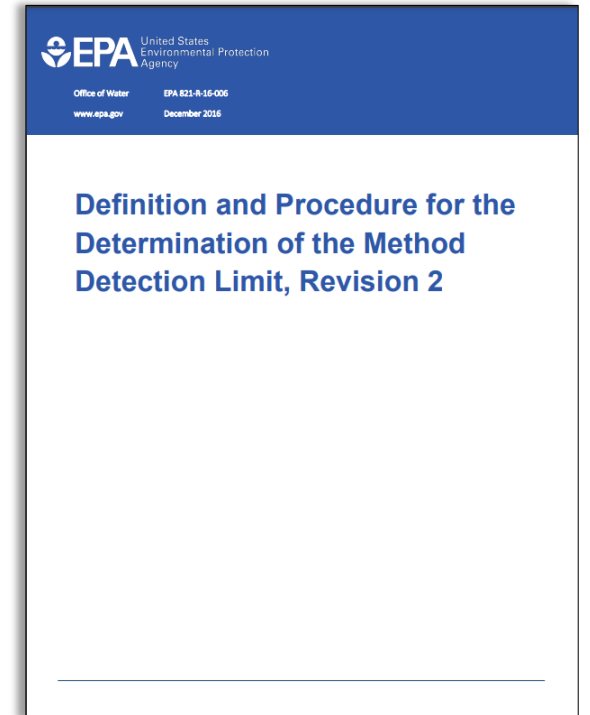 EPA
United States
Environmental Protection
Agency
Office of Water EPA 821-R-16-006
www.epa.gov December 2016
Definition and Procedure for the
Determination of the Method
Detection Limit, Revision 2